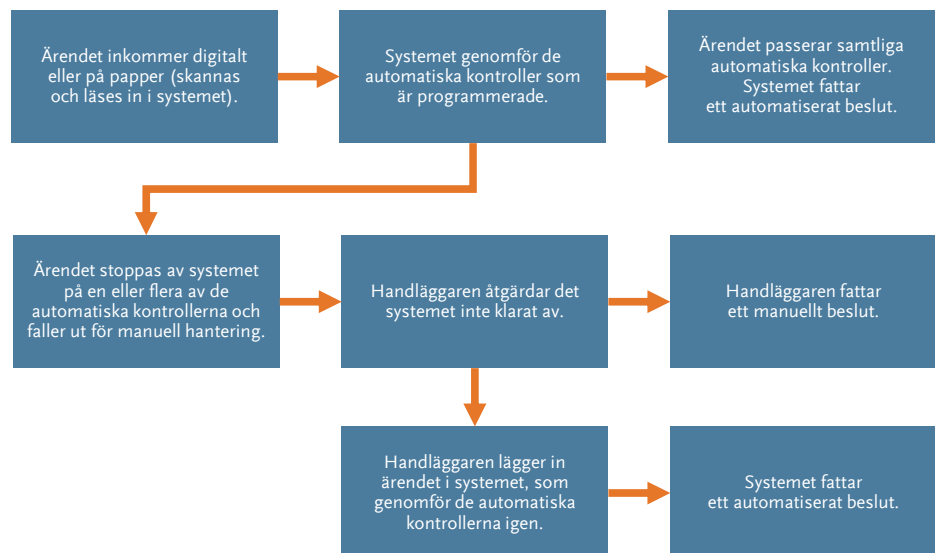 Ärendet inkommer digitalt
eller på papper (skannas
och läses in i systemet).
Systemet genomför de
automatiska kontroller som
är programmerade.
Ärendet passerar samtliga
automatiska kontroller.
Systemet fattar
ett automatiserat beslut.
Ärendet stoppas av systemet
på en eller flera av de
automatiska kontrollerna och
faller ut för manuell hantering.
Handläggaren åtgärdar det
systemet inte klarat av.
Handläggaren fattar
ett manuellt beslut.
Handläggaren lägger in
ärendet i systemet, som
genomför de automatiska
kontrollerna igen.
Systemet fattar
ett automatiserat beslut.